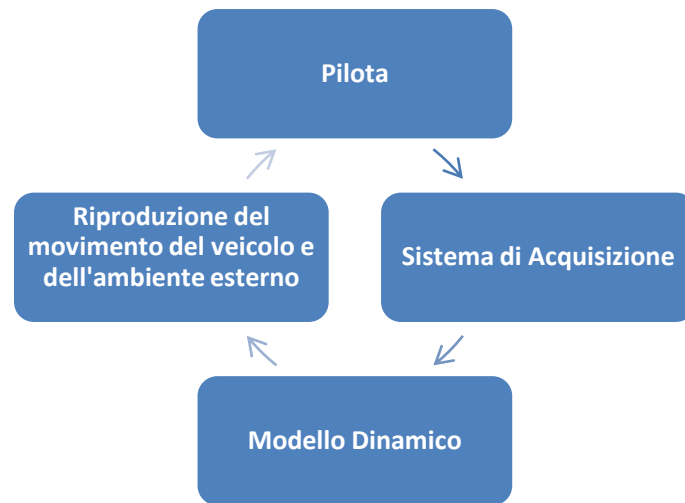 Pilota
Riproduzione del
movimento del veicolo e
dell'ambiente esterno
Sistema di Acquisizione
Modello Dinamico